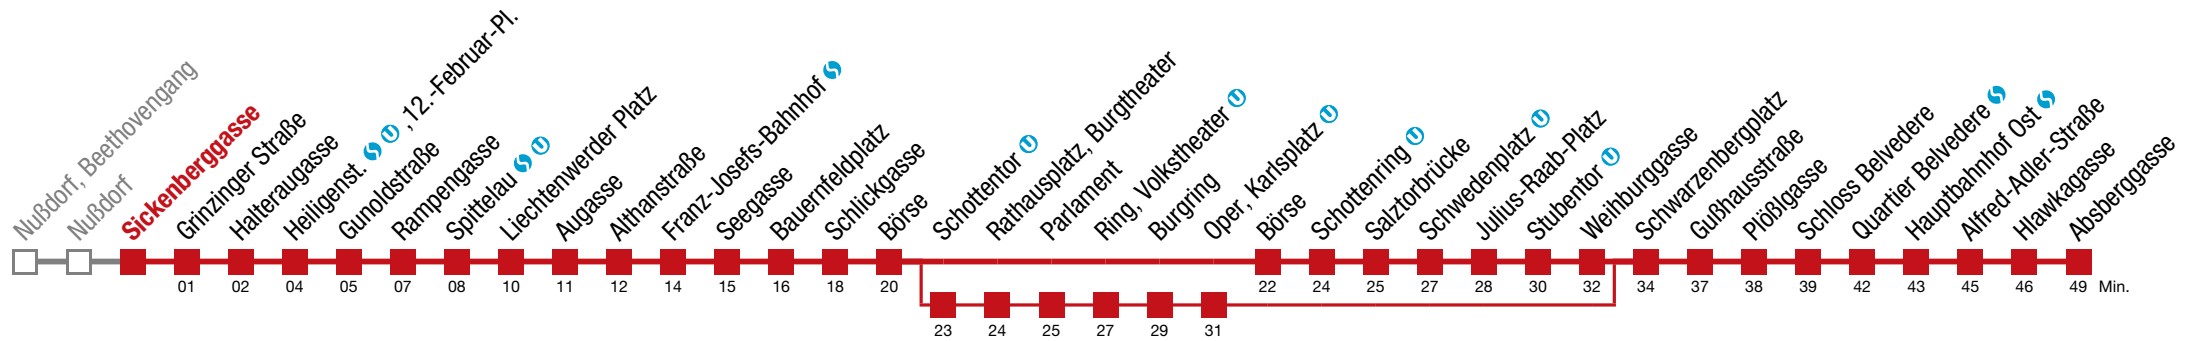 Nußdorf, Beethovengang
Nußdorf
Sickenberggasse
Grinzinger Straße
Halteraugasse
Heiligenst. S U , 12.-Februar-Pl.
Gunoldstraße
Rampengasse
Spittelau S U
Liechtenwerder Platz
Augasse
Althanstraße
Franz-Josefs-Bahnhof S
Seegasse
Bauernfeldplatz
Schlickgasse
Börse
Schottentor U
Rathausplatz, Burgtheater
Parlament
Ring, Volkstheater U
Burgring
Oper, Karlsplatz U
Börse
Schottenring U
Salztorbrücke
Schwedenplatz U
Julius-Raab-Platz
Stubentor U
Weihburggasse
Schwarzenbergplatz
Gußhausstraße
Plößlgasse
Schloss Belvedere
Quartier Belvedere S
Hauptbahnhof Ost S
Alfred-Adler-Straße
Hlawkagasse
Absberggasse
01 02 04 05 07 08 10 11 12 14 15 16 18 20 22 24 25 27 28 30 32 34 37 38 39 42 43 45 46 49 Min.
23 24 25 27 29 31